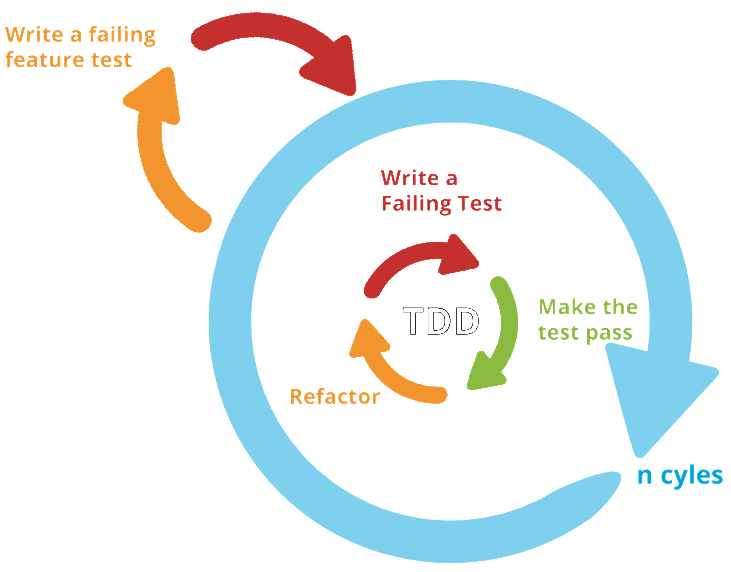 Write a failing
feature test
Write a
Failing Test
TDD
Make the
test pass
Refactor
n cyles